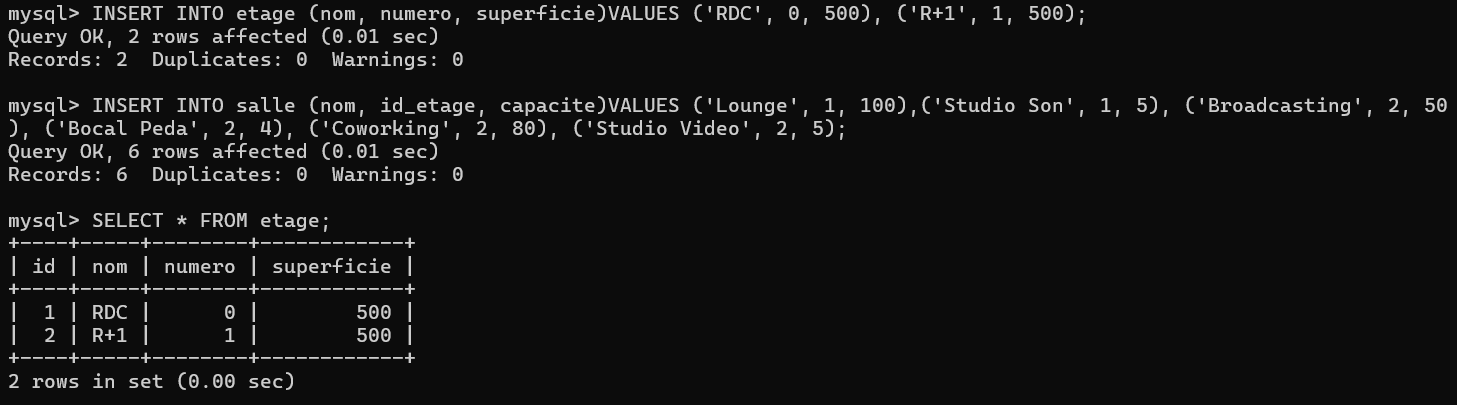 mysql> INSERT INTO etage (nom, numero, superficie)VALUES ('RDC', 0, 500), ('R+1', 1, 500);
Query OK, 2 rows affected (0.01 sec)
Records: 2  Duplicates: 0  Warnings: 0

mysql> INSERT INTO salle (nom, id_etage, capacite)VALUES ('Lounge', 1, 100),('Studio Son', 1, 5), ('Broadcasting', 2, 50
), ('Bocal Peda', 2, 4), ('Coworking', 2, 80), ('Studio Video', 2, 5);
Query OK, 6 rows affected (0.01 sec)
Records: 6  Duplicates: 0  Warnings: 0

mysql> SELECT * FROM etage;
+----+-----+--------+------------+
| id | nom | numero | superficie |
+----+-----+--------+------------+
|  1 | RDC |      0 |        500 |
|  2 | R+1 |      1 |        500 |
+----+-----+--------+------------+
2 rows in set (0.00 sec)